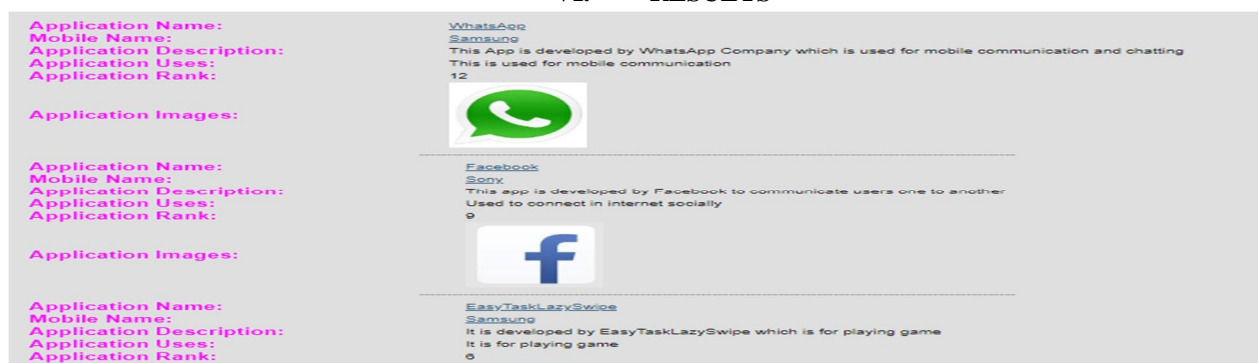 Application Name: WhatsApp
Mobile Name: Samsung
Application Description: This App is developed by WhatsApp Company which is used for mobile communication and chatting
Application Uses: This is used for mobile communication
Application Rank: 12
Application Images:
Application Name: Facebook
Mobile Name: Sony
Application Description: This app is developed by Facebook to communicate users one to another
Application Uses: Used to connect in internet socially
Application Rank: 9
Application Images: f
Application Name: EasyTaskLazySwipe
Mobile Name: Samsung
Application Description: It is developed by EasyTaskLazySwipe which is for playing game
Application Uses: It is for playing game
Application Rank: 6